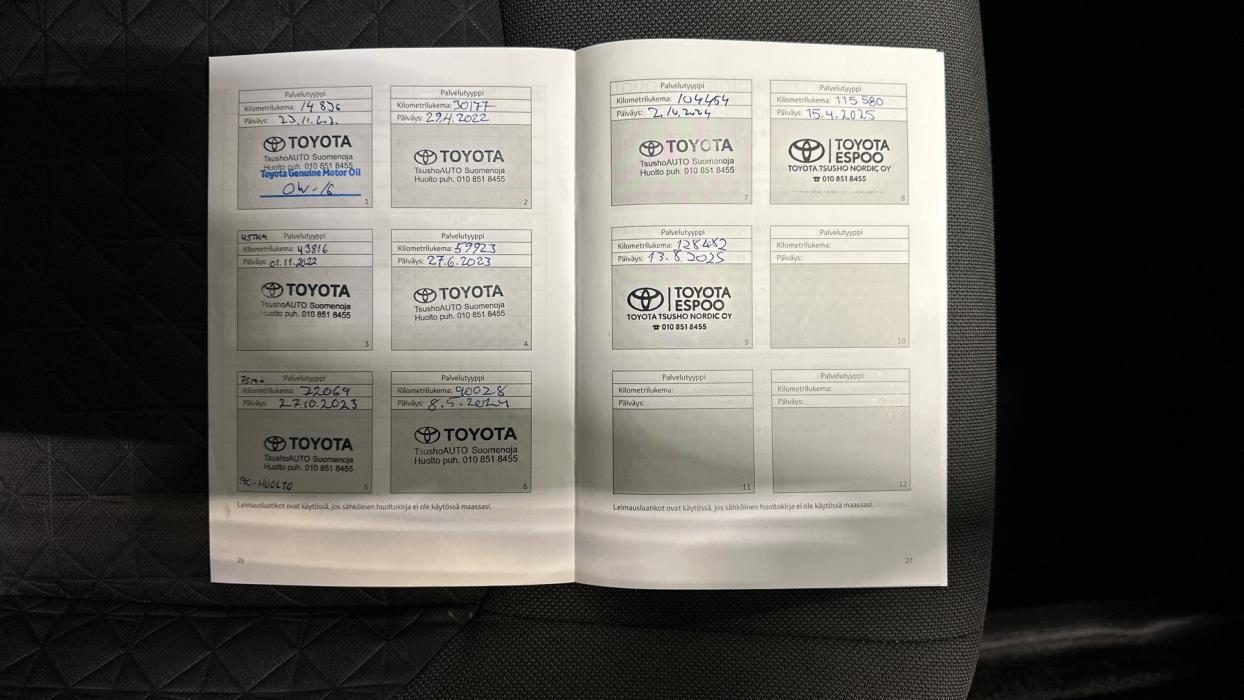 Palvelutyyppi
Kilometrilukema: 14 836
Päiväys:
TOYOTA
TsushoAUTO Suomenoja
Huolto puh. 010 851 8455
Toyota Genuine Motor Oil
0W-16
1
Palvelutyyppi
Kilometrilukema: 30177
Päiväys: 29.4.2022
TOYOTA
TsushoAUTO Suomenoja
Huolto puh. 010 851 8455
2
45TKM Palvelutyyppi
Kilometrilukema: 43816
Päiväys: 01.11.2022
TOYOTA
TsushoAUTO Suomenoja
Huolto puh. 010 851 8455
3
Palvelutyyppi
Kilometrilukema: 59923
Päiväys: 27.6.2023
TOYOTA
TsushoAUTO Suomenoja
Huolto puh. 010 851 8455
4
Palvelutyyppi
Kilometrilukema: 72069
Päiväys: 27.10.2023
TOYOTA
TsushoAUTO Suomenoja
Huolto puh. 010 851 8455
-HUOLTO
5
Palvelutyyppi
Kilometrilukema: 90028
Päiväys: 8.5.2024
TOYOTA
TsushoAUTO Suomenoja
Huolto puh. 010 851 8455
6
Leimauslaatikot ovat käytössä, jos sähköinen huoltokirja ei ole käytössä maassasi.
26
Palvelutyyppi
Kilometrilukema: 104454
Päiväys:
TOYOTA
TsushoAUTO Suomenoja
Huolto puh. 010 851 8455
7
Palvelutyyppi
Kilometrilukema: 115 580
Päiväys: 15.4.2025
TOYOTA
ESPOO
TOYOTA TSUSHO NORDIC OY
☎ 010 851 8455
8
Palvelutyyppi
Kilometrilukema: 128482
Päiväys: 13.8.2025
TOYOTA
ESPOO
TOYOTA TSUSHO NORDIC OY
☎ 010 851 8455
9
Palvelutyyppi
Kilometrilukema:
Päiväys:
10
Palvelutyyppi
Kilometrilukema:
Päiväys:
11
Palvelutyyppi
Kilometrilukema:
Päiväys:
12
Leimauslaatikot ovat käytössä, jos sähköinen huoltokirja ei ole käytössä maassasi.
27